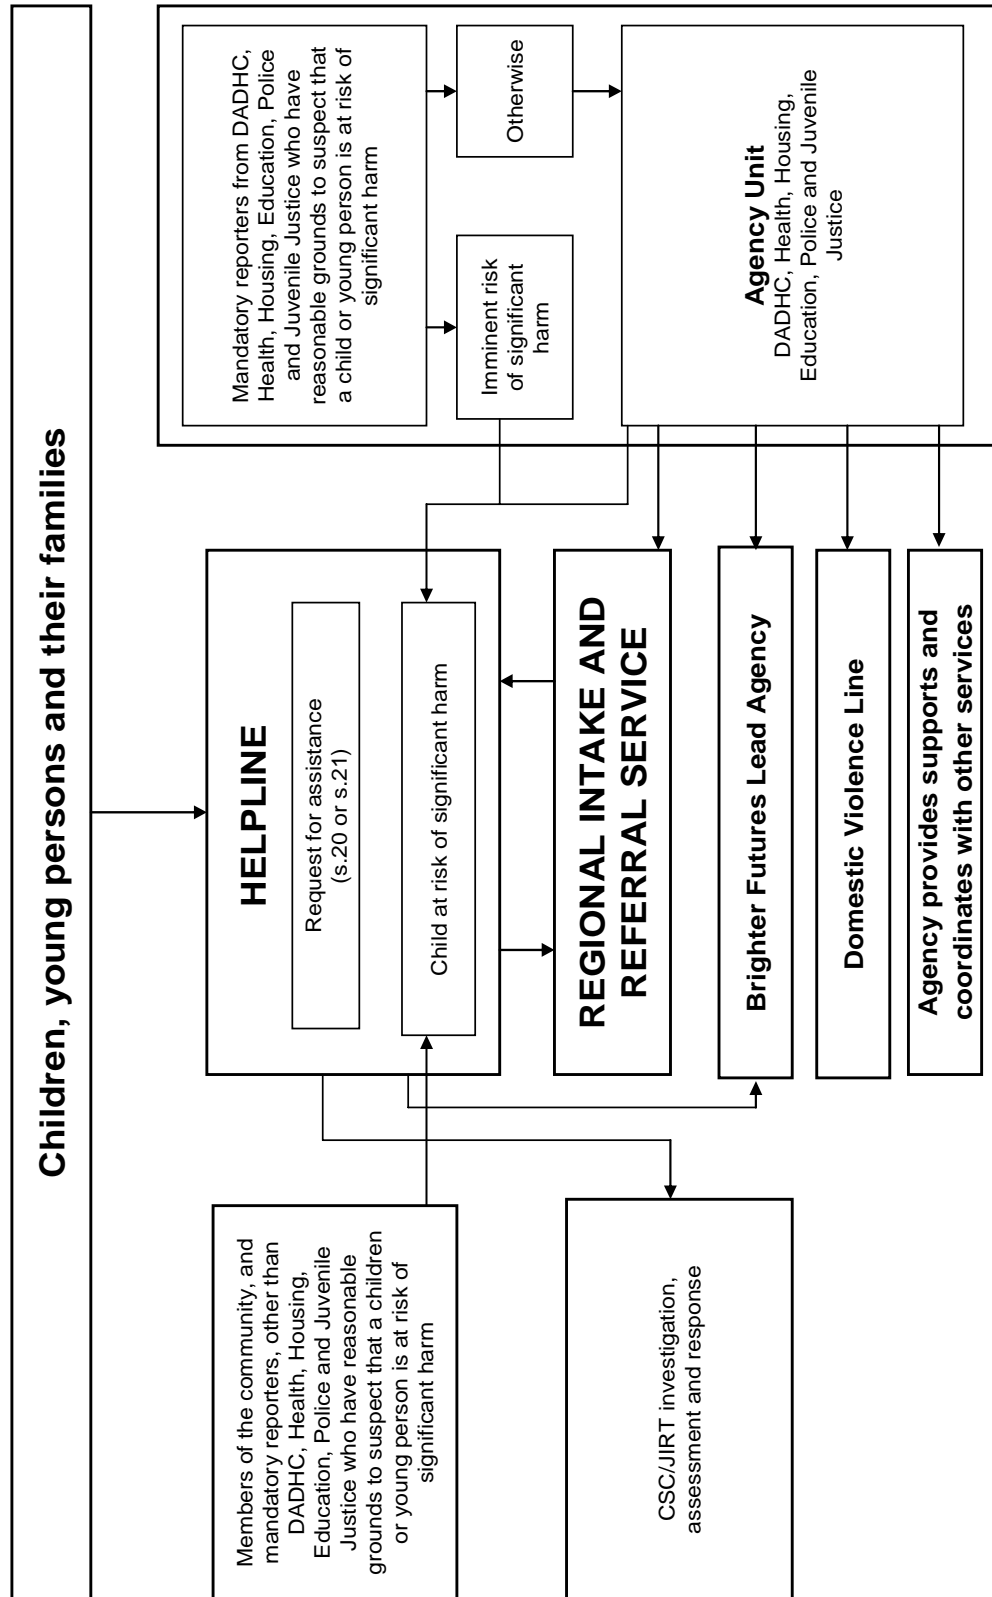 Children, young persons and their families
Members of the community, and
mandatory reporters, other than
DADHC, Health, Housing,
Education, Police and Juvenile
Justice who have reasonable
grounds to suspect that a children
or young person is at risk of
significant harm
HELPLINE
Request for assistance
(s.20 or s.21)
Child at risk of significant harm
Mandatory reporters from DADHC,
Health, Housing, Education, Police
and Juvenile Justice who have
reasonable grounds to suspect that
a child or young person is at risk of
significant harm
Imminent risk
of significant
harm
Otherwise
CSC/JIRT investigation,
assessment and response
REGIONAL INTAKE AND
REFERRAL SERVICE
Brighter Futures Lead Agency
Domestic Violence Line
Agency provides supports and
coordinates with other services
Agency Unit
DADHC, Health, Housing,
Education, Police and Juvenile
Justice